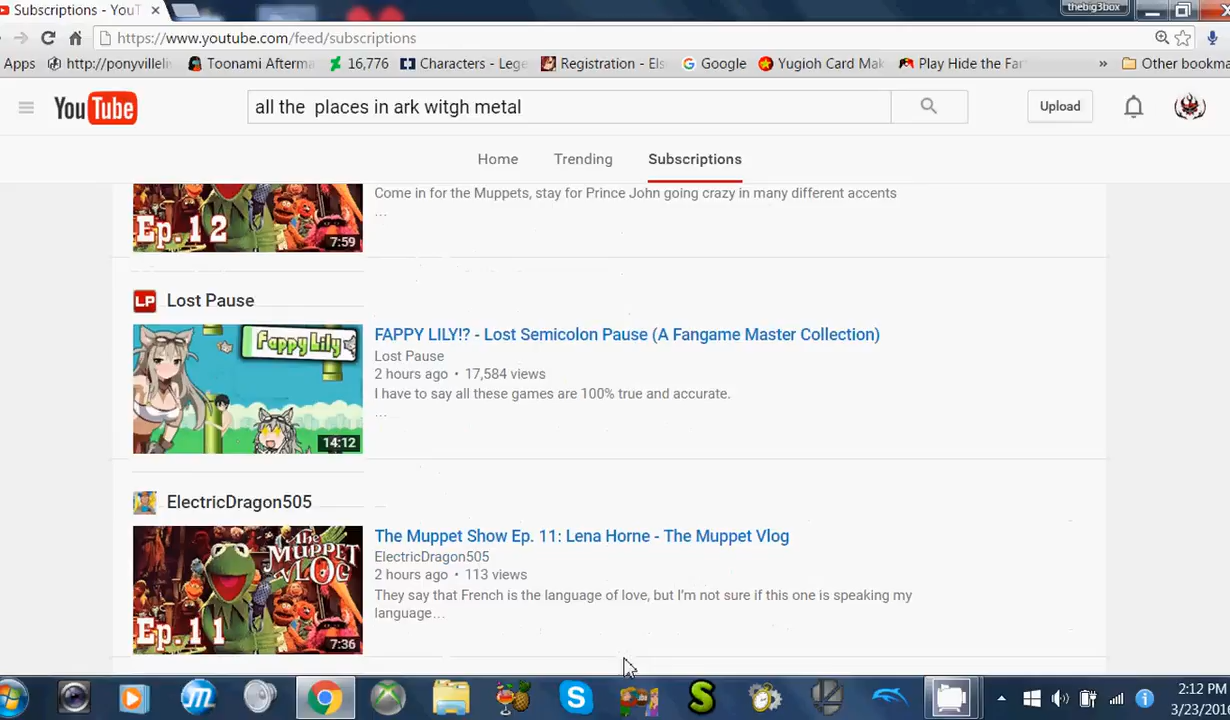 Subscriptions - YouT
thebig3box
https://www.youtube.com/feed/subscriptions
Apps http://ponyvilleli Toonami Afterma 16,776 Characters - Lege Registration - Els Google Yugioh Card Mak Play Hide the Far » Other bookma
YouTube all the  places in ark witgh metal Upload
Home Trending Subscriptions
Come in for the Muppets, stay for Prince John going crazy in many different accents
...
Ep.12
7:59
LP Lost Pause
FAPPY LILY!? - Lost Semicolon Pause (A Fangame Master Collection)
Lost Pause
2 hours ago • 17,584 views
I have to say all these games are 100% true and accurate.
...
Fappy Lily
14:12
ElectricDragon505
The Muppet Show Ep. 11: Lena Horne - The Muppet Vlog
ElectricDragon505
2 hours ago • 113 views
They say that French is the language of love, but I'm not sure if this one is speaking my
language...
The
MUPPET
VLOG
Ep.11
7:36
2:12 PM
3/23/201